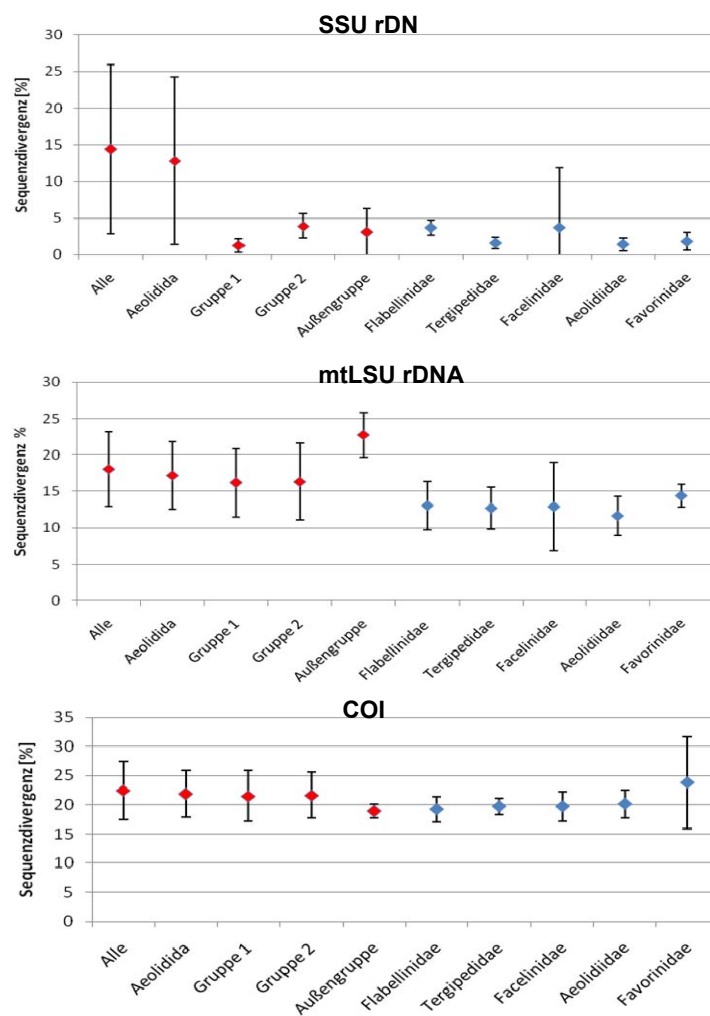 SSU rDN
30
25
20
15
10
5
0
Sequenzdivergenz [%]
Alle Aeolidida Gruppe 1 Gruppe 2 Außengruppe Flabellinidae Tergipedidae Facelinidae Aeolidiidae Favorinidae
mtLSU rDNA
30
25
20
15
10
5
0
Sequenzdivergenz %
Alle Aeolidida Gruppe 1 Gruppe 2 Außengruppe Flabellinidae Tergipedidae Facelinidae Aeolidiidae Favorinidae
COI
35
30
25
20
15
10
5
0
Sequenzdivergenz [%]
Alle Aeolidida Gruppe 1 Gruppe 2 Außengruppe Flabellinidae Tergipedidae Facelinidae Aeolidiidae Favorinidae